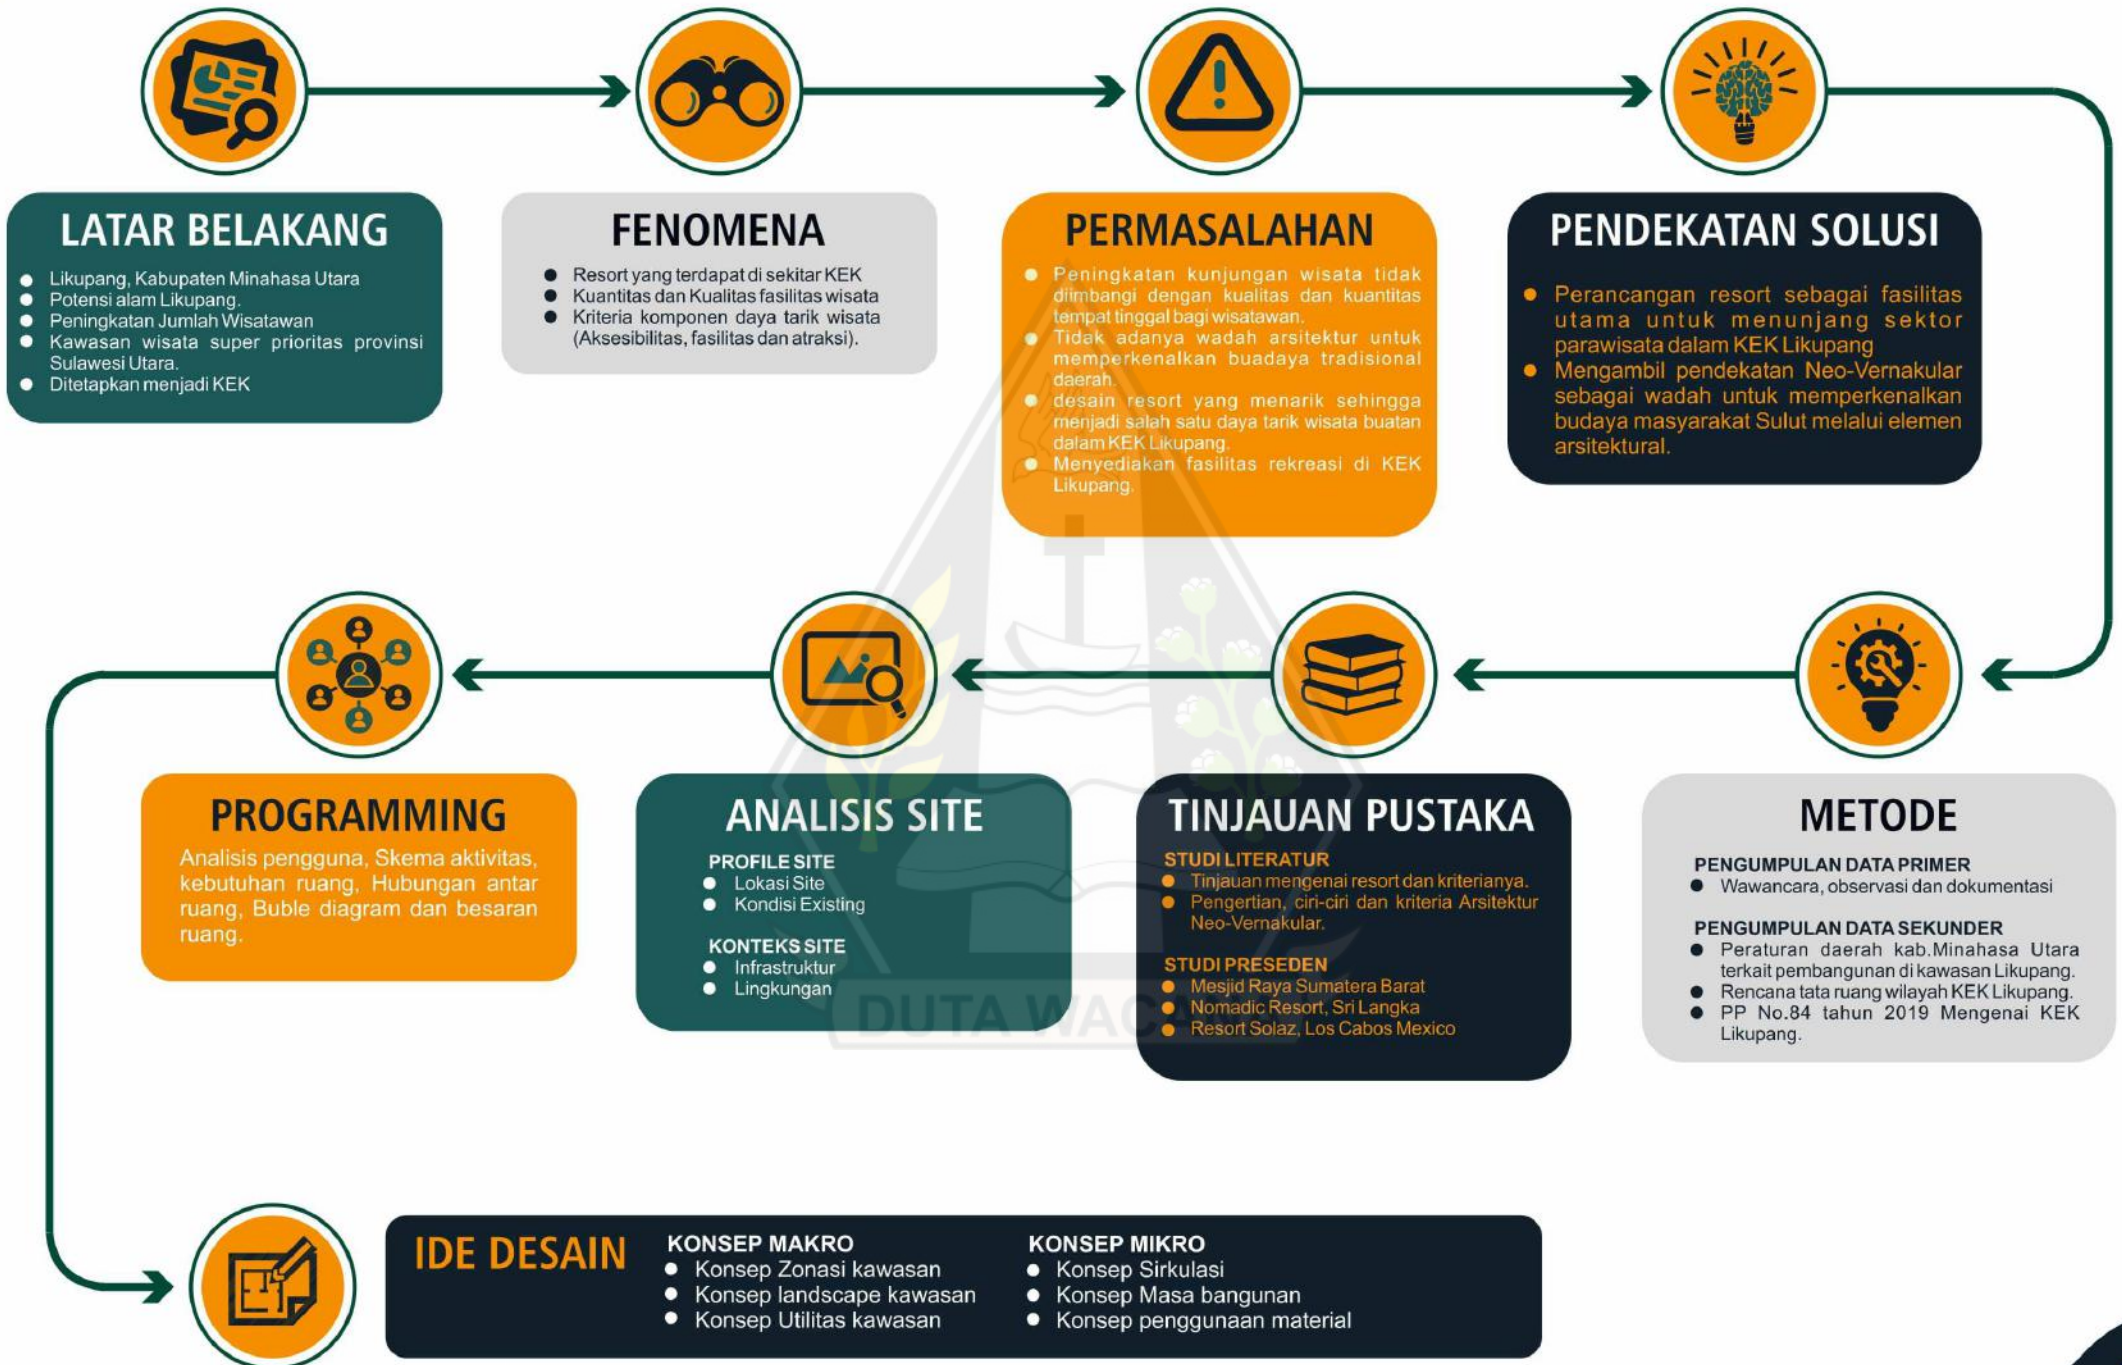 LATAR BELAKANG
Likupang, Kabupaten Minahasa Utara
Potensi alam Likupang.
Peningkatan Jumlah Wisatawan
Kawasan wisata super prioritas provinsi
Sulawesi Utara.
Ditetapkan menjadi KEK
FENOMENA
Resort yang terdapat di sekitar KEK
Kuantitas dan Kualitas fasilitas wisata
Kriteria komponen daya tarik wisata
(Aksesibilitas, fasilitas dan atraksi).
PERMASALAHAN
Peningkatan kunjungan wisata tidak
diimbangi dengan kualitas dan kuantitas
tempat tinggal bagi wisatawan.
Tidak adanya wadah arsitektur untuk
memperkenalkan buadaya tradisional
daerah.
desain resort yang menarik sehingga
menjadi salah satu daya tarik wisata buatan
dalam KEK Likupang.
Menyediakan fasilitas rekreasi di KEK
Likupang.
PENDEKATAN SOLUSI
Perancangan resort sebagai fasilitas
utama untuk menunjang sektor
parawisata dalam KEK Likupang
Mengambil pendekatan Neo-Vernakular
sebagai wadah untuk memperkenalkan
budaya masyarakat Sulut melalui elemen
arsitektural.
METODE
PENGUMPULAN DATA PRIMER
Wawancara, observasi dan dokumentasi
PENGUMPULAN DATA SEKUNDER
Peraturan daerah kab.Minahasa Utara
terkait pembangunan di kawasan Likupang.
Rencana tata ruang wilayah KEK Likupang.
PP No.84 tahun 2019 Mengenai KEK
Likupang.
TINJAUAN PUSTAKA
STUDI LITERATUR
Tinjauan mengenai resort dan kriterianya.
Pengertian, ciri-ciri dan kriteria Arsitektur
Neo-Vernakular.
STUDI PRESEDEN
Mesjid Raya Sumatera Barat
Nomadic Resort, Sri Langka
Resort Solaz, Los Cabos Mexico
ANALISIS SITE
PROFILE SITE
Lokasi Site
Kondisi Existing
KONTEKS SITE
Infrastruktur
Lingkungan
DUTA WACANA
PROGRAMMING
Analisis pengguna, Skema aktivitas,
kebutuhan ruang, Hubungan antar
ruang, Buble diagram dan besaran
ruang.
IDE DESAIN
KONSEP MAKRO
Konsep Zonasi kawasan
Konsep landscape kawasan
Konsep Utilitas kawasan
KONSEP MIKRO
Konsep Sirkulasi
Konsep Masa bangunan
Konsep penggunaan material